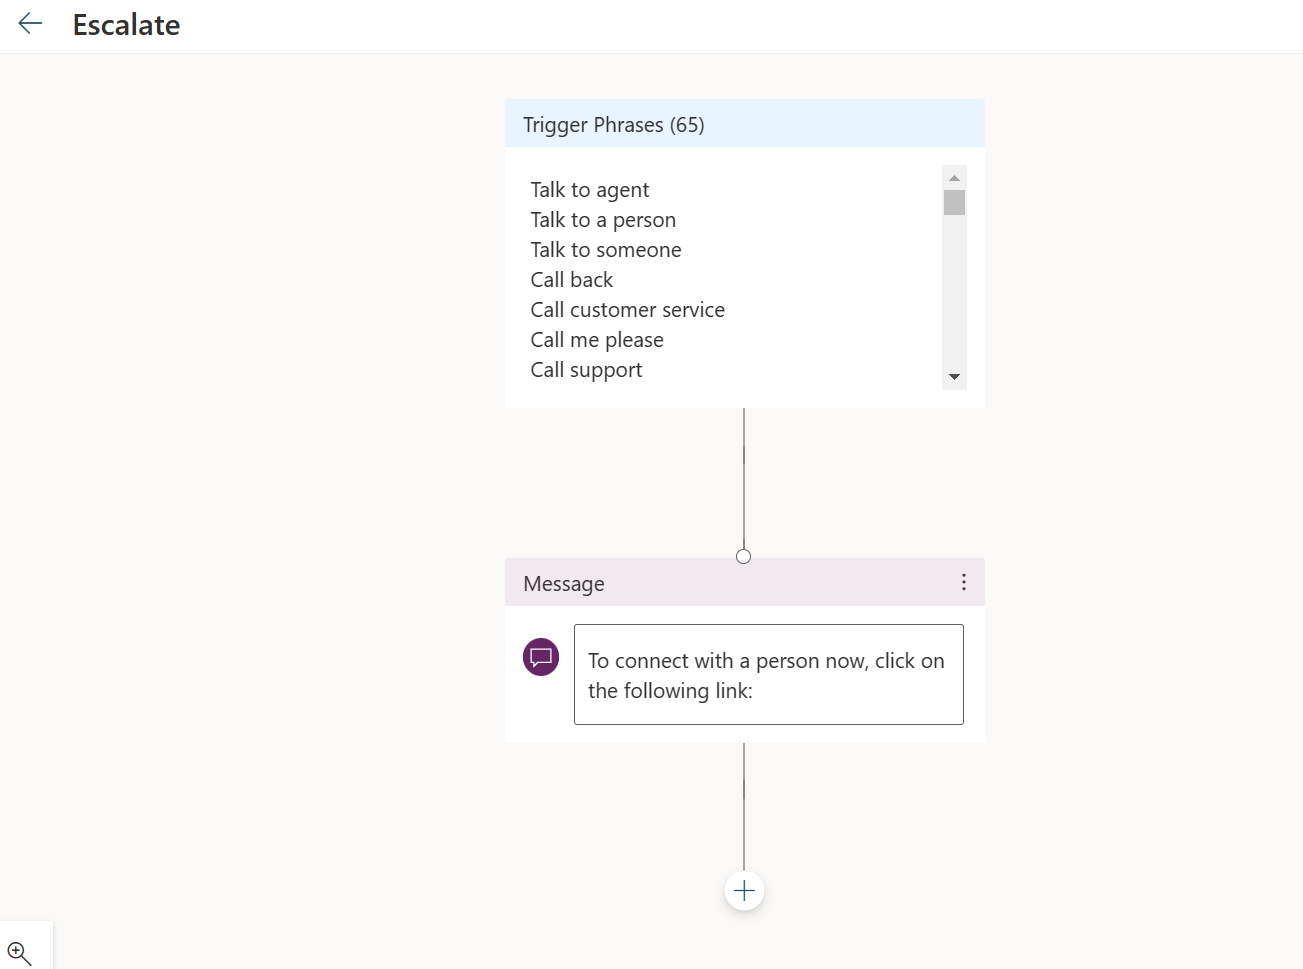 Escalate
Trigger Phrases (65)
Talk to agent
Talk to a person
Talk to someone
Call back
Call customer service
Call me please
Call support
Message
To connect with a person now, click on
the following link: